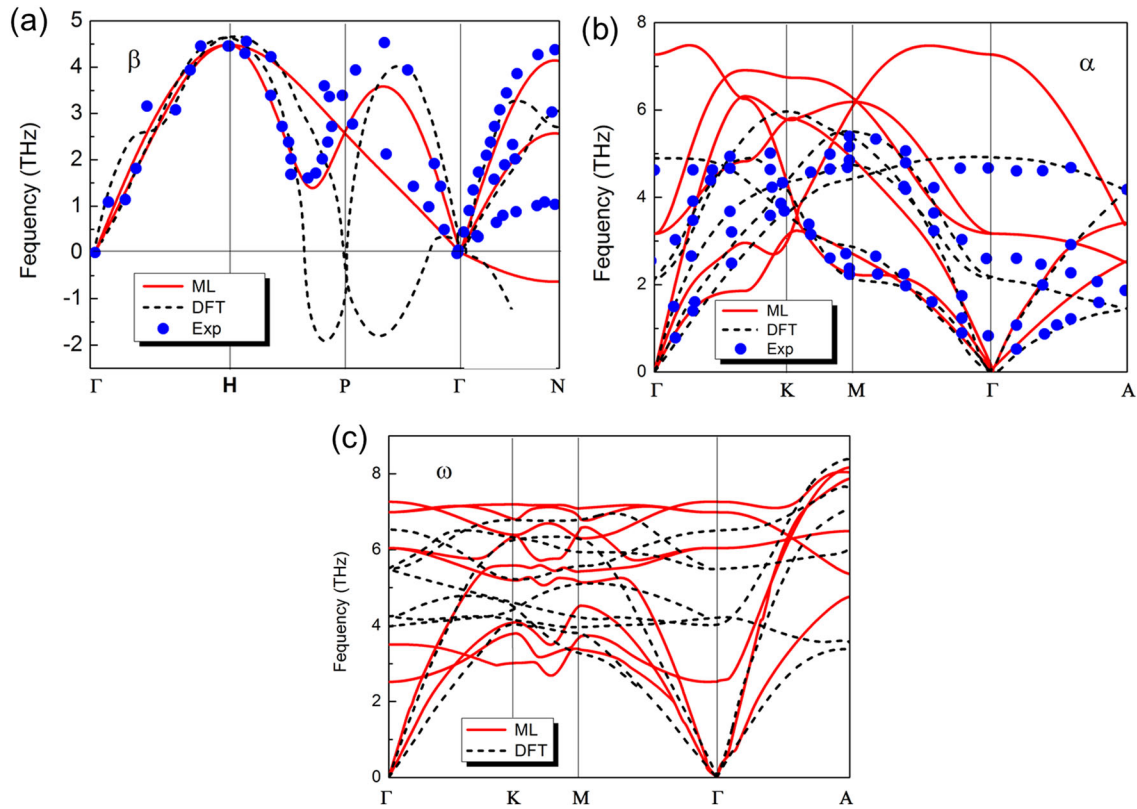 (a)
β
Fequency (THz)
5
4
3
2
1
0
-1
-2
ML
DFT
Exp
Γ H P Γ N
(b)
α
Fequency (THz)
8
6
4
2
0
ML
DFT
Exp
Γ K M Γ A
(c)
ω
Fequency (THz)
8
6
4
2
0
ML
DFT
Γ K M Γ A